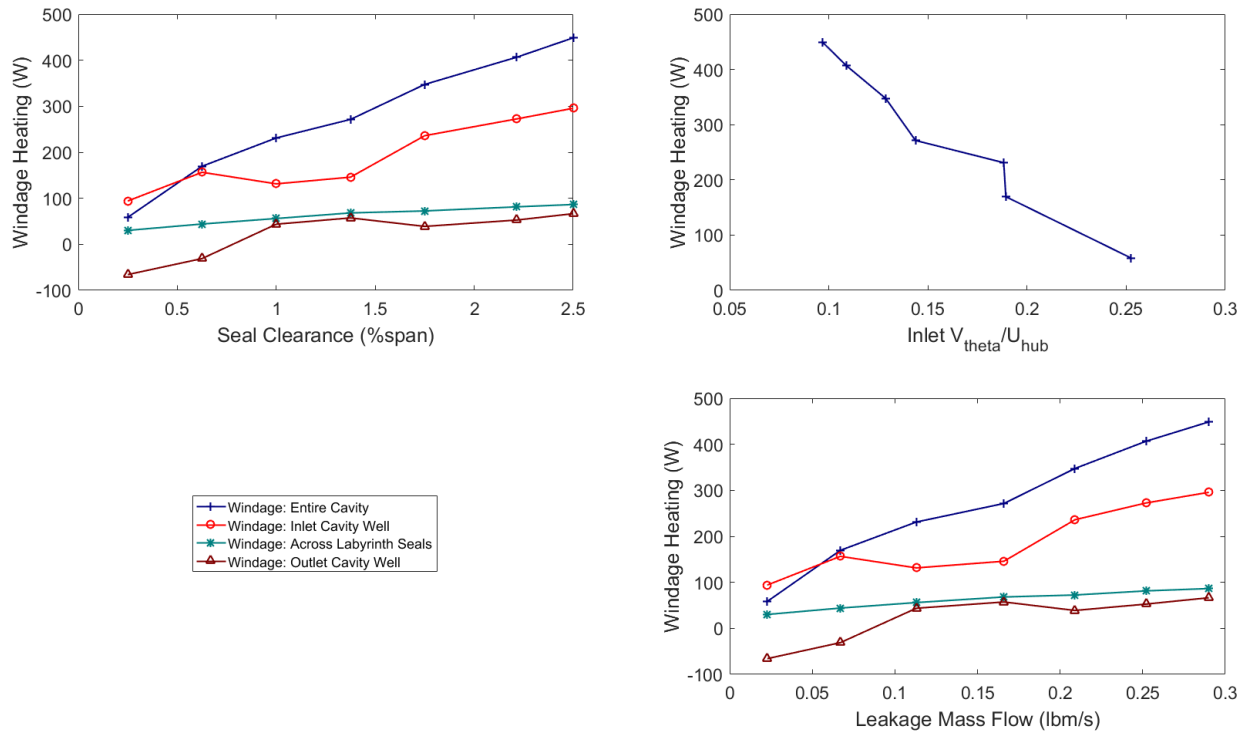 500
400
300
200
100
0
-100
Windage Heating (W)
0 0.5 1 1.5 2 2.5
Seal Clearance (%span)
500
400
300
200
100
0
Windage Heating (W)
0.05 0.1 0.15 0.2 0.25 0.3
Inlet V_theta/U_hub
Windage: Entire Cavity
Windage: Inlet Cavity Well
Windage: Across Labyrinth Seals
Windage: Outlet Cavity Well
500
400
300
200
100
0
-100
Windage Heating (W)
0 0.05 0.1 0.15 0.2 0.25 0.3
Leakage Mass Flow (lbm/s)